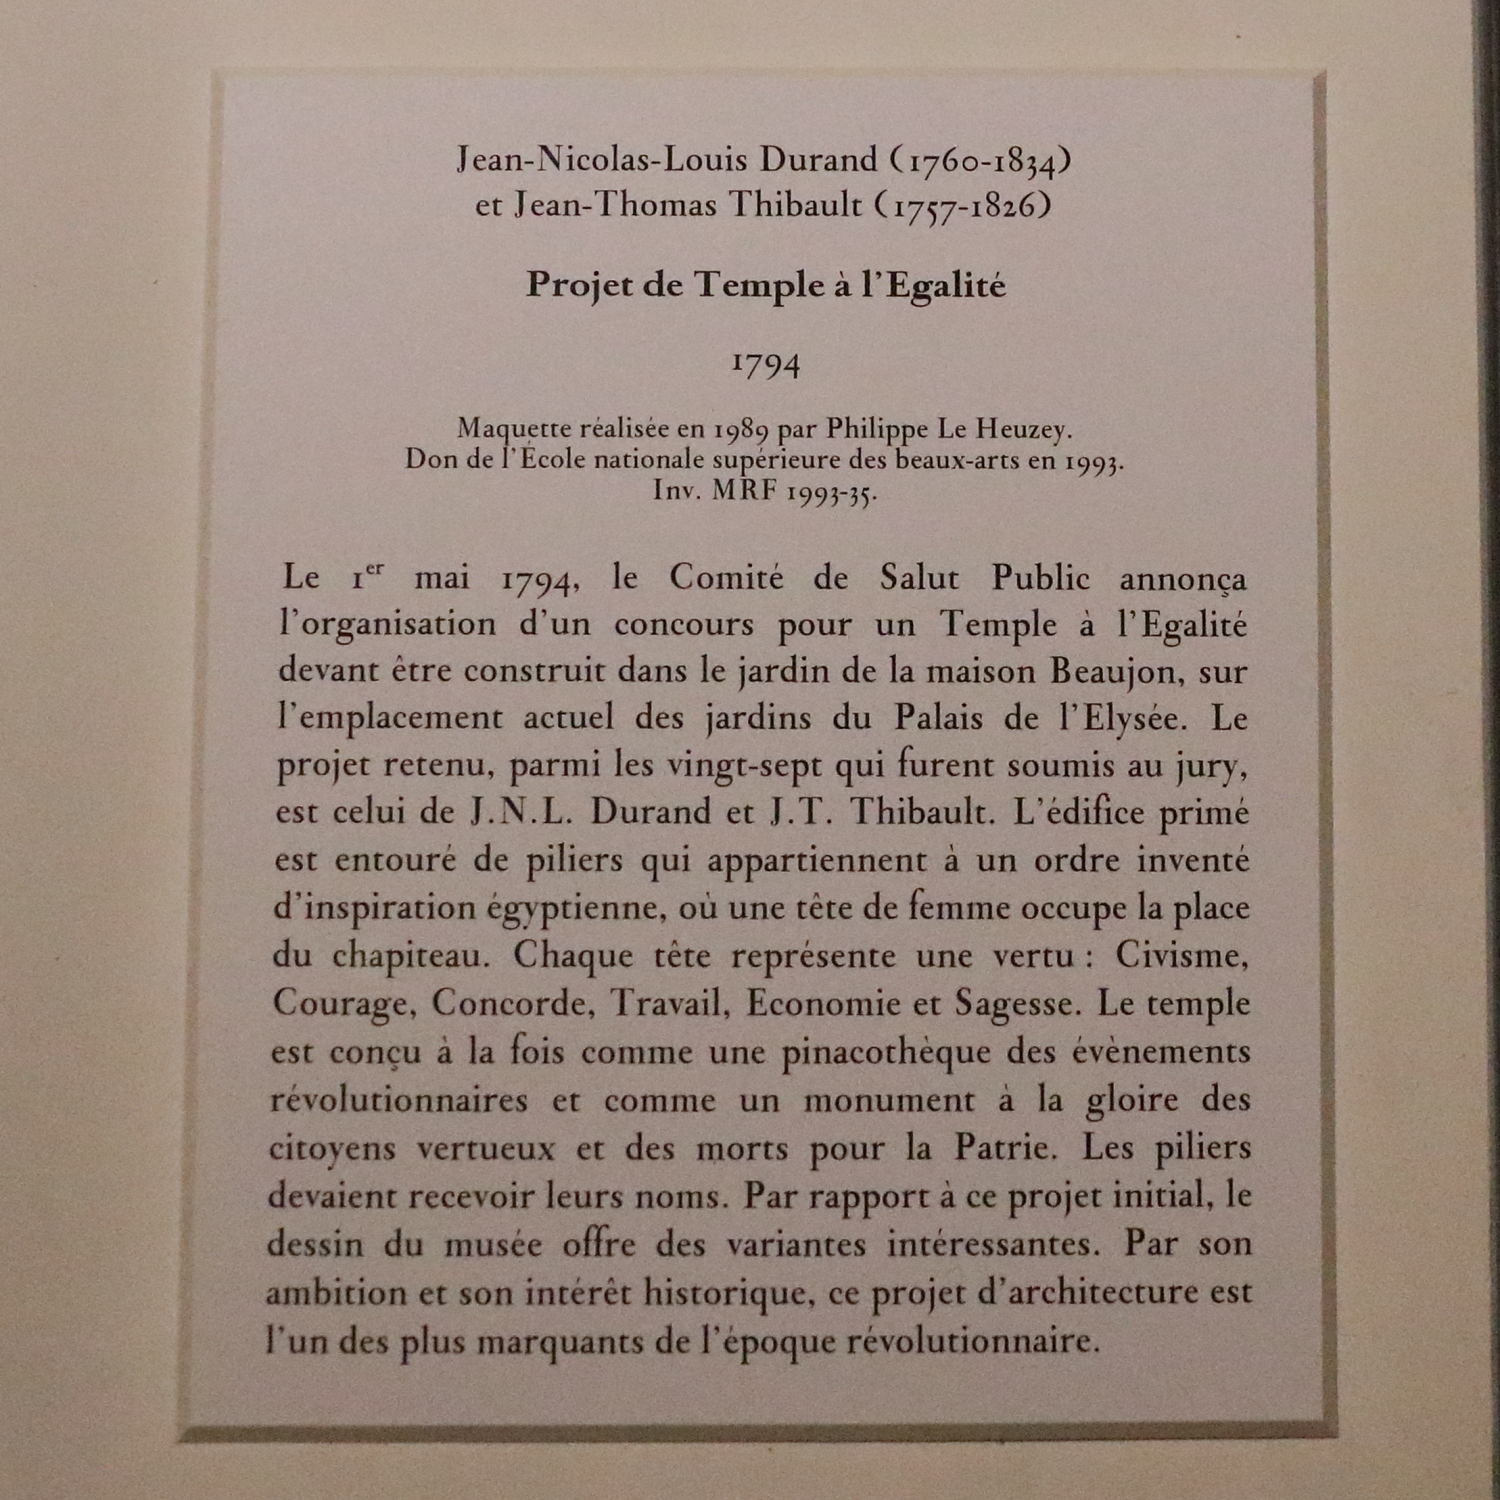 Jean-Nicolas-Louis Durand (1760-1834)
et Jean-Thomas Thibault (1757-1826)
Projet de Temple à l'Egalité
1794
Maquette réalisée en 1989 par Philippe Le Heuzey.
Don de l'École nationale supérieure des beaux-arts en 1993.
Inv. MRF 1993-35.
Le 1er mai 1794, le Comité de Salut Public annonça
l'organisation d'un concours pour un Temple à l'Egalité
devant être construit dans le jardin de la maison Beaujon, sur
l'emplacement actuel des jardins du Palais de l'Elysée. Le
projet retenu, parmi les vingt-sept qui furent soumis au jury,
est celui de J.N.L. Durand et J.T. Thibault. L'édifice primé
est entouré de piliers qui appartiennent à un ordre inventé
d'inspiration égyptienne, où une tête de femme occupe la place
du chapiteau. Chaque tête représente une vertu : Civisme,
Courage, Concorde, Travail, Economie et Sagesse. Le temple
est conçu à la fois comme une pinacothèque des évènements
révolutionnaires et comme un monument à la gloire des
citoyens vertueux et des morts pour la Patrie. Les piliers
devaient recevoir leurs noms. Par rapport à ce projet initial, le
dessin du musée offre des variantes intéressantes. Par son
ambition et son intérêt historique, ce projet d'architecture est
l'un des plus marquants de l'époque révolutionnaire.